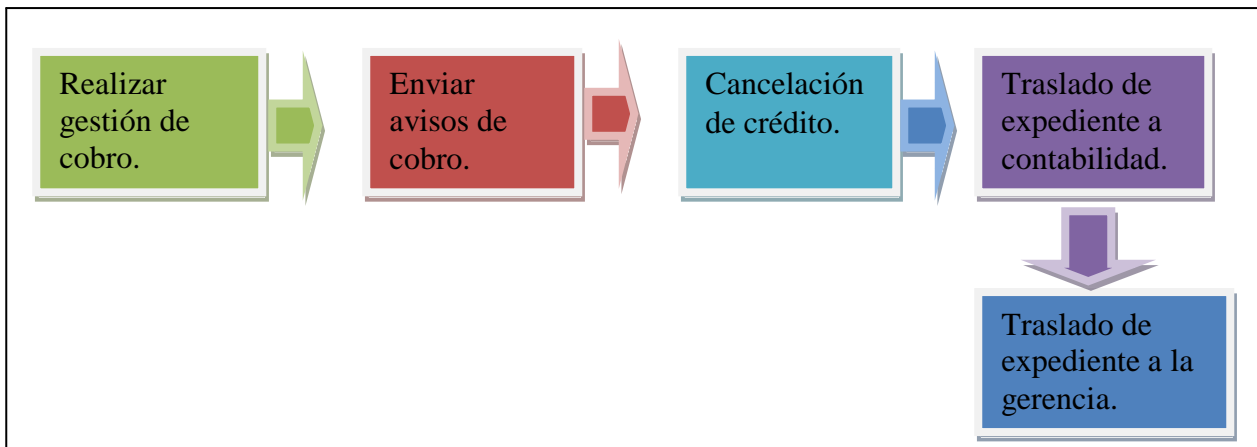 Realizar
gestión de
cobro.
Enviar
avisos de
cobro.
Cancelación
de crédito.
Traslado de
expediente a
contabilidad.
Traslado de
expediente a la
gerencia.